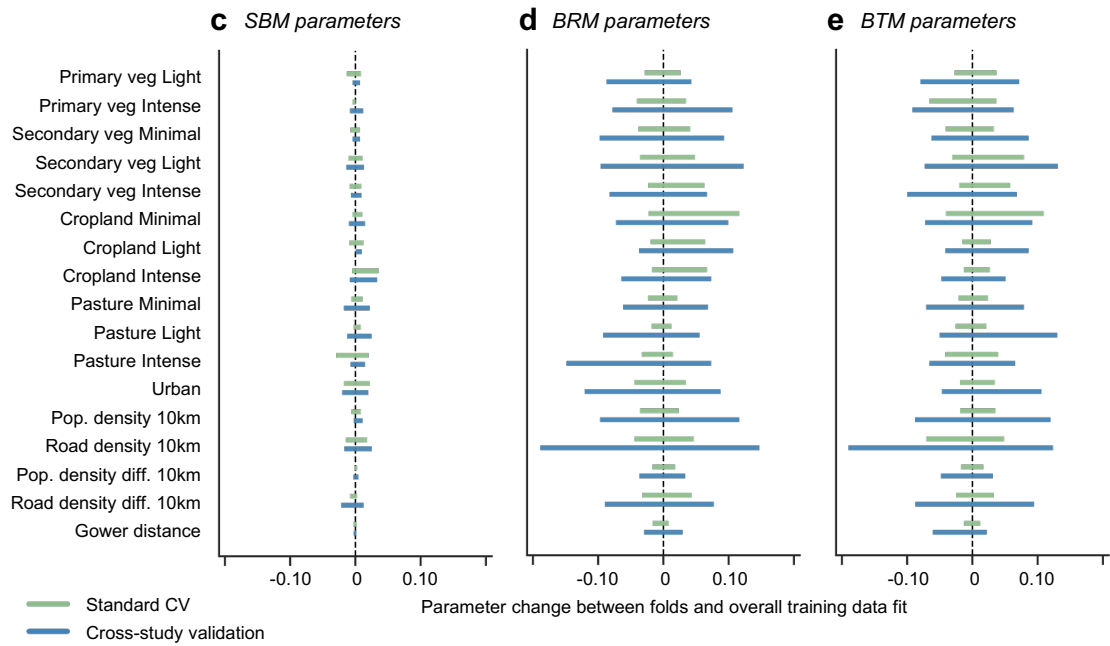 c SBM parameters
d BRM parameters
e BTM parameters
Primary veg Light
Primary veg Intense
Secondary veg Minimal
Secondary veg Light
Secondary veg Intense
Cropland Minimal
Cropland Light
Cropland Intense
Pasture Minimal
Pasture Light
Pasture Intense
Urban
Pop. density 10km
Road density 10km
Pop. density diff. 10km
Road density diff. 10km
Gower distance
-0.10 0 0.10
-0.10 0 0.10
-0.10 0 0.10
Parameter change between folds and overall training data fit
Standard CV
Cross-study validation